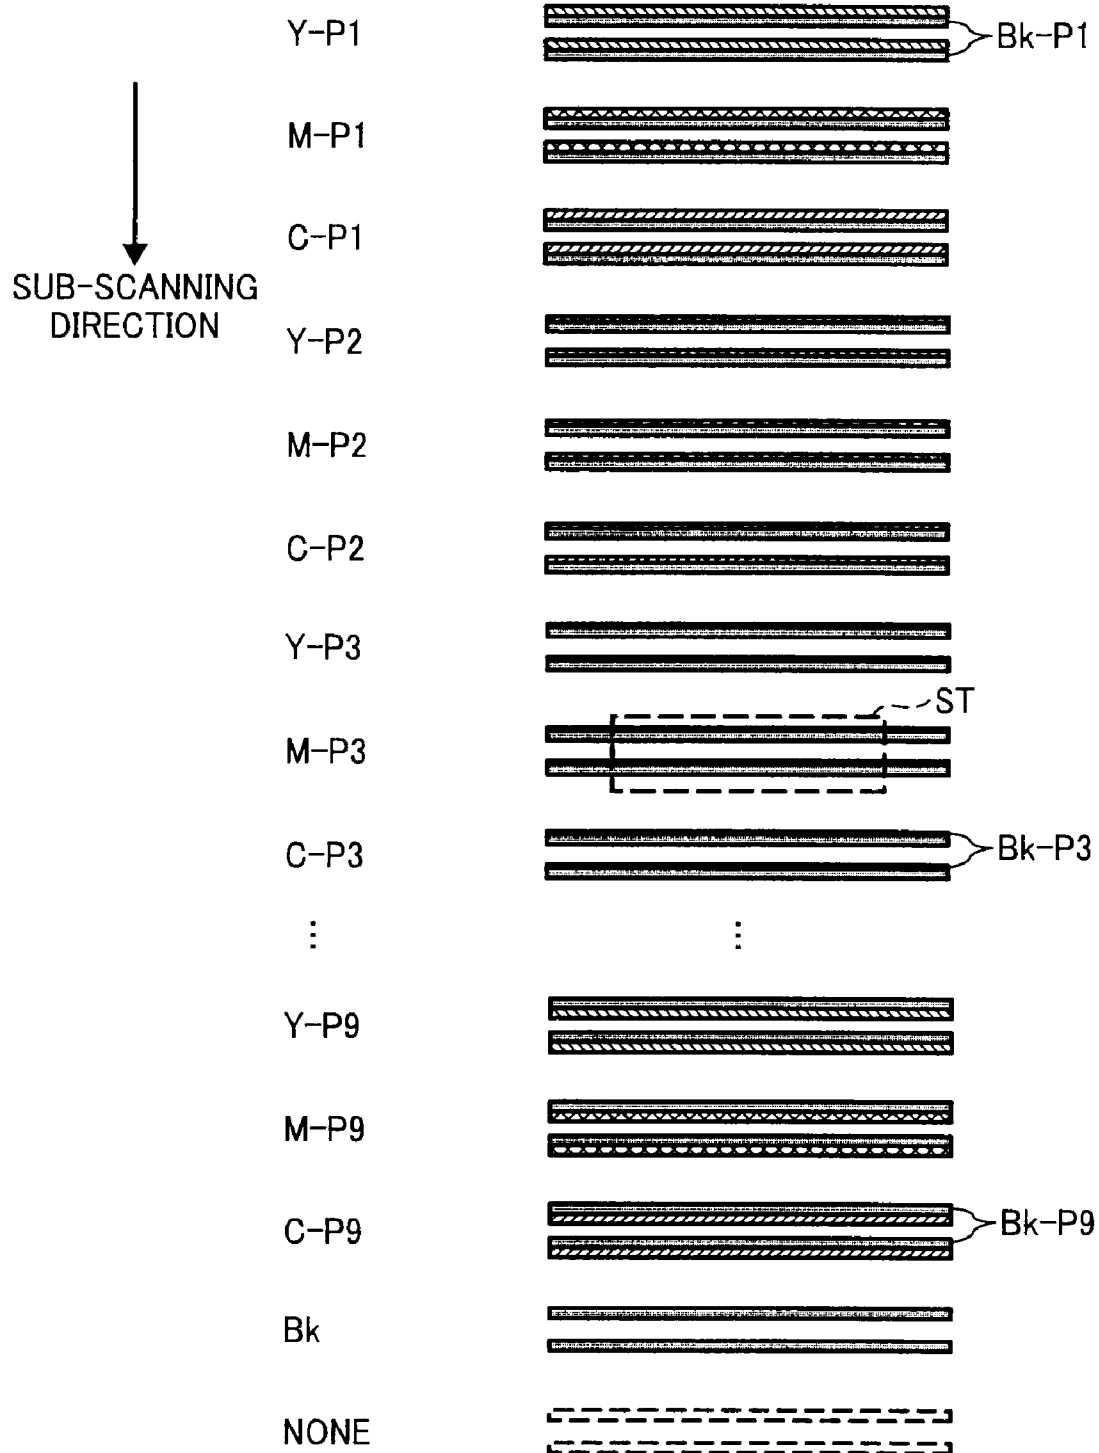 Y-P1
Bk-P1
M-P1
C-P1
SUB-SCANNING
DIRECTION
Y-P2
M-P2
C-P2
Y-P3
ST
M-P3
C-P3
Bk-P3
⋮ ⋮
Y-P9
M-P9
C-P9
Bk-P9
Bk
NONE